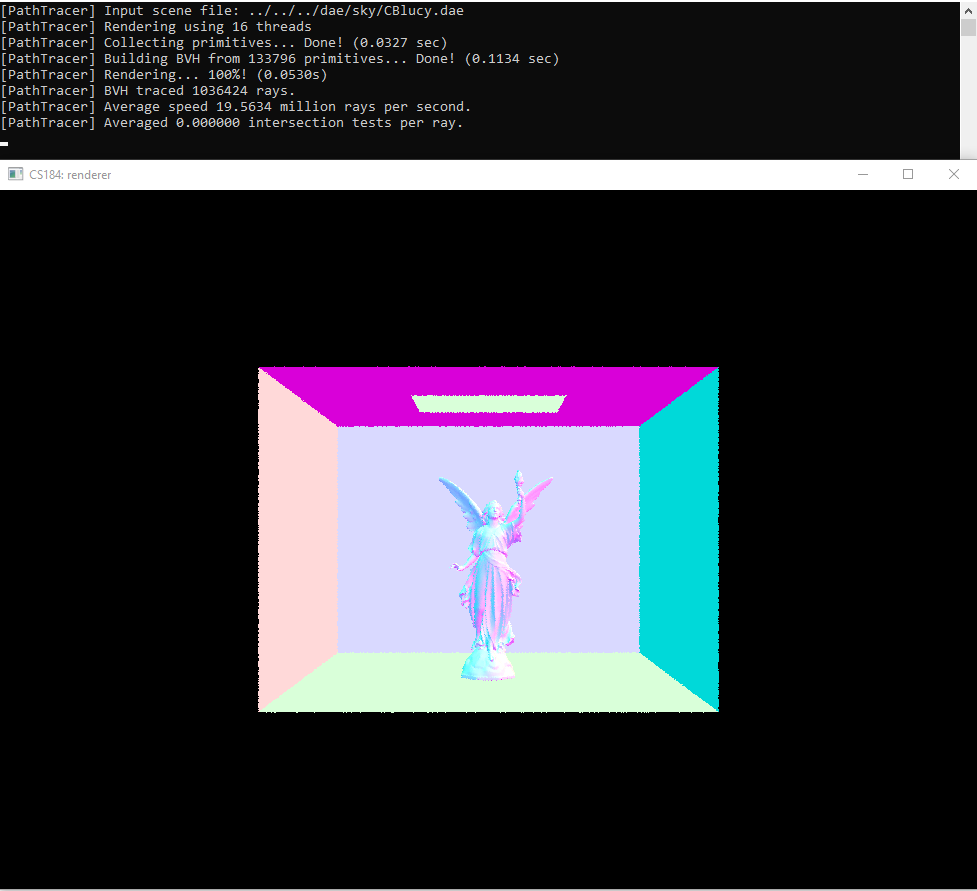 [PathTracer] Input scene file: ../../../dae/sky/CBlucy.dae
[PathTracer] Rendering using 16 threads
[PathTracer] Collecting primitives... Done! (0.0327 sec)
[PathTracer] Building BVH from 133796 primitives... Done! (0.1134 sec)
[PathTracer] Rendering... 100%! (0.0530s)
[PathTracer] BVH traced 1036424 rays.
[PathTracer] Average speed 19.5634 million rays per second.
[PathTracer] Averaged 0.000000 intersection tests per ray.
CS184: renderer